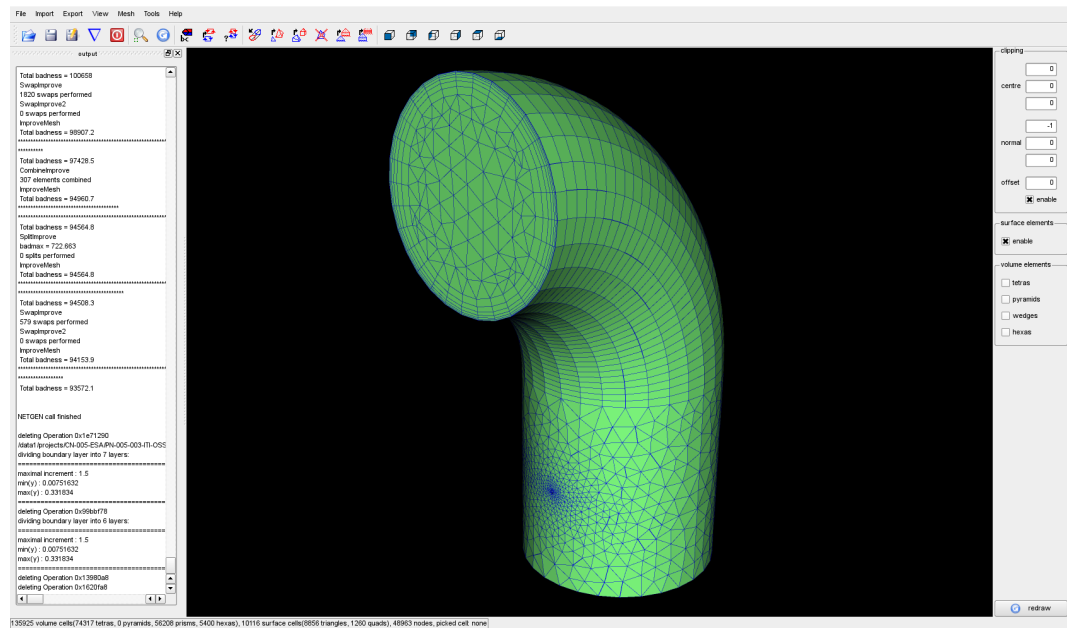 File Import Export View Mesh Tools Help
output
Total badness = 100658
SwapImprove
1820 swaps performed
SwapImprove2
0 swaps performed
ImproveMesh
Total badness = 98907.2
Total badness = 97428.5
CombineImprove
307 elements combined
ImproveMesh
Total badness = 94960.7
Total badness = 94564.8
SplitImprove
badmax = 722.663
0 splits performed
ImproveMesh
Total badness = 94564.8
Total badness = 94508.3
SwapImprove
579 swaps performed
SwapImprove2
0 swaps performed
ImproveMesh
Total badness = 94153.9
Total badness = 93572.1
NETGEN call finished
deleting Operation 0x1e71290
/data1/projects/CN-005-ESA/PN-005-003-ITI-OSS
dividing boundary layer into 7 layers:
maximal increment : 1.5
min(y) : 0.00751632
max(y) : 0.331834
deleting Operation 0x99bbf78
dividing boundary layer into 6 layers:
maximal increment : 1.5
min(y) : 0.00751632
max(y) : 0.331834
deleting Operation 0x13980a8
deleting Operation 0x1620fa8
clipping
0
centre 0
0
-1
normal 0
0
offset 0
enable
surface elements
enable
volume elements
tetras
pyramids
wedges
hexas
redraw
135925 volume cells(74317 tetras, 0 pyramids, 56208 prisms, 5400 hexas), 10116 surface cells(8856 triangles, 1260 quads), 48963 nodes, picked cell: none